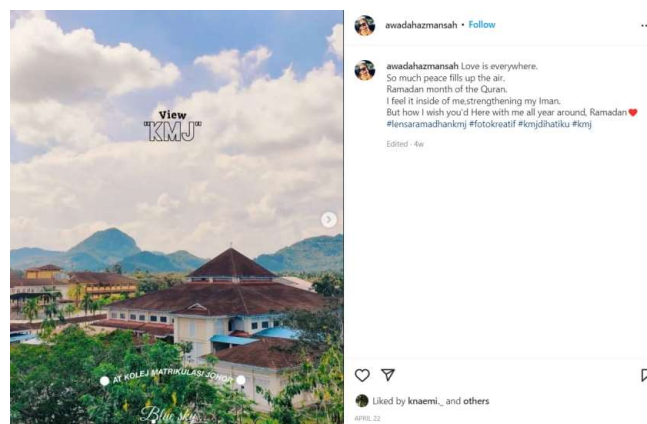 View
"KMJ"
AT KOLEJ MATRIKULASI JOHOR
Blue sky...
awadahazmansah • Follow
awadahazmansah Love is everywhere.
So much peace fills up the air.
Ramadan month of the Quran.
I feel it inside of me,strengthening my Iman.
But how I wish you'd Here with me all year around, Ramadan❤️
#lensaramadhankmj #fotokreatif #kmjdihatiku #kmj
Edited · 4w
Liked by knaemi._ and others
APRIL 22